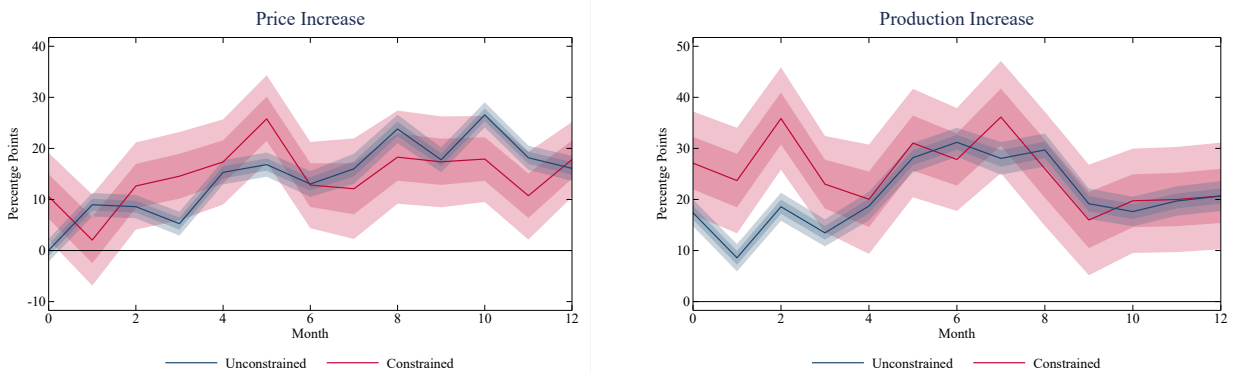 Price Increase
Percentge Points
40
30
20
10
0
-10
0 2 4 6 8 10 12
Month
Unconstrained Constrained
Production Increase
Percentage Points
50
40
30
20
10
0
0 2 4 6 8 10 12
Month
Unconstrained Constrained